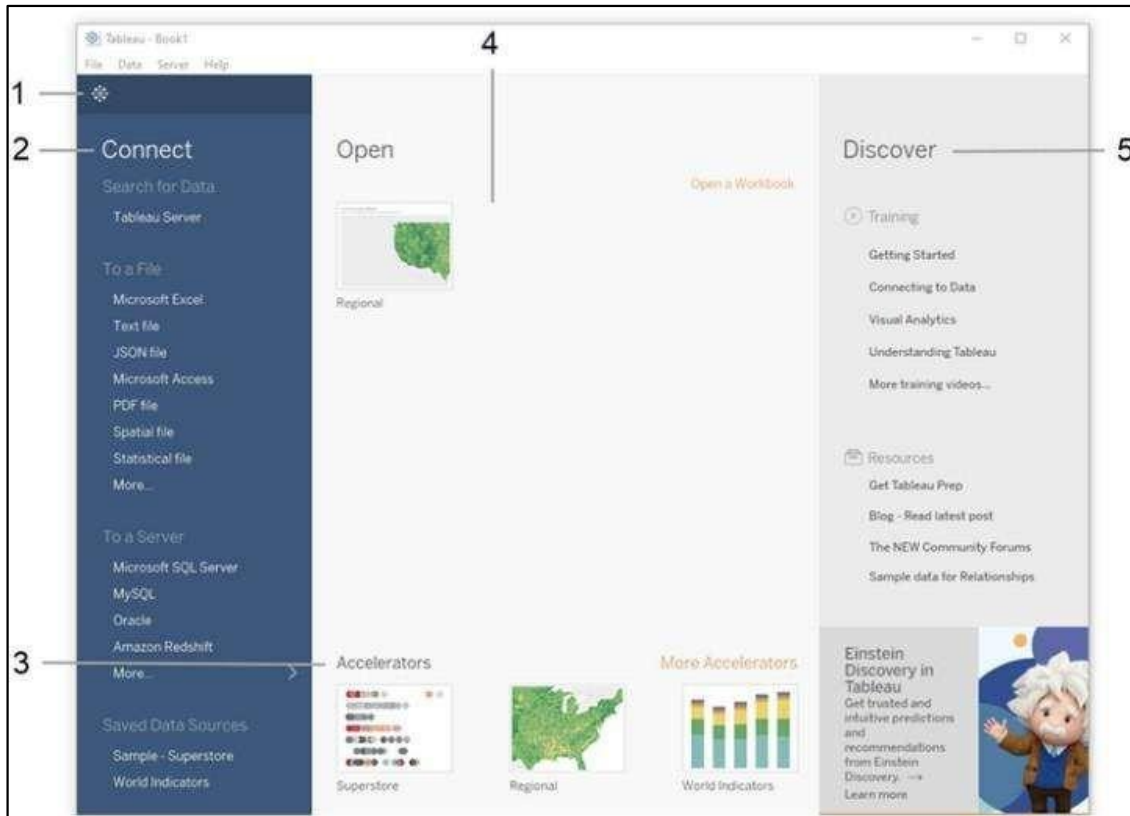 Tableau - Book1
File Data Server Help
4
1
2
Connect
Search for Data
Tableau Server
To a File
Microsoft Excel
Text file
JSON file
Microsoft Access
PDF file
Spatial file
Statistical file
More...
To a Server
Microsoft SQL Server
MySQL
Oracle
Amazon Redshift
More...
Saved Data Sources
Sample - Superstore
World Indicators
Open
Open a Workbook
Regional
3
Accelerators
More Accelerators
Superstore
Regional
World Indicators
Discover
5
Training
Getting Started
Connecting to Data
Visual Analytics
Understanding Tableau
More training videos...
Resources
Get Tableau Prep
Blog - Read latest post
The NEW Community Forums
Sample data for Relationships
Einstein
Discovery in
Tableau
Get trusted and
intuitive predictions
and
recommendations
from Einstein
Discovery. →
Learn more